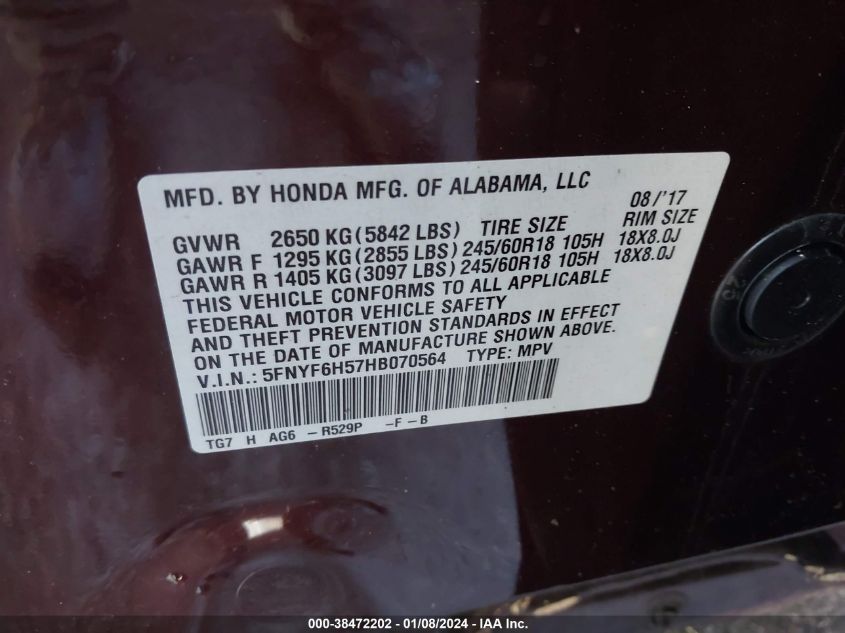 MFD. BY HONDA MFG. OF ALABAMA, LLC 08/'17
GVWR 2650 KG(5842 LBS) TIRE SIZE RIM SIZE
GAWR F 1295 KG(2855 LBS) 245/60R18 105H 18X8.0J
GAWR R 1405 KG(3097 LBS) 245/60R18 105H 18X8.0J
THIS VEHICLE CONFORMS TO ALL APPLICABLE
FEDERAL MOTOR VEHICLE SAFETY
AND THEFT PREVENTION STANDARDS IN EFFECT
ON THE DATE OF MANUFACTURE SHOWN ABOVE.
V.I.N.: 5FNYF6H57HB070564 TYPE: MPV
TG7 H AG6 -R529P -F-B
000-38472202 - 01/08/2024 - IAA Inc.